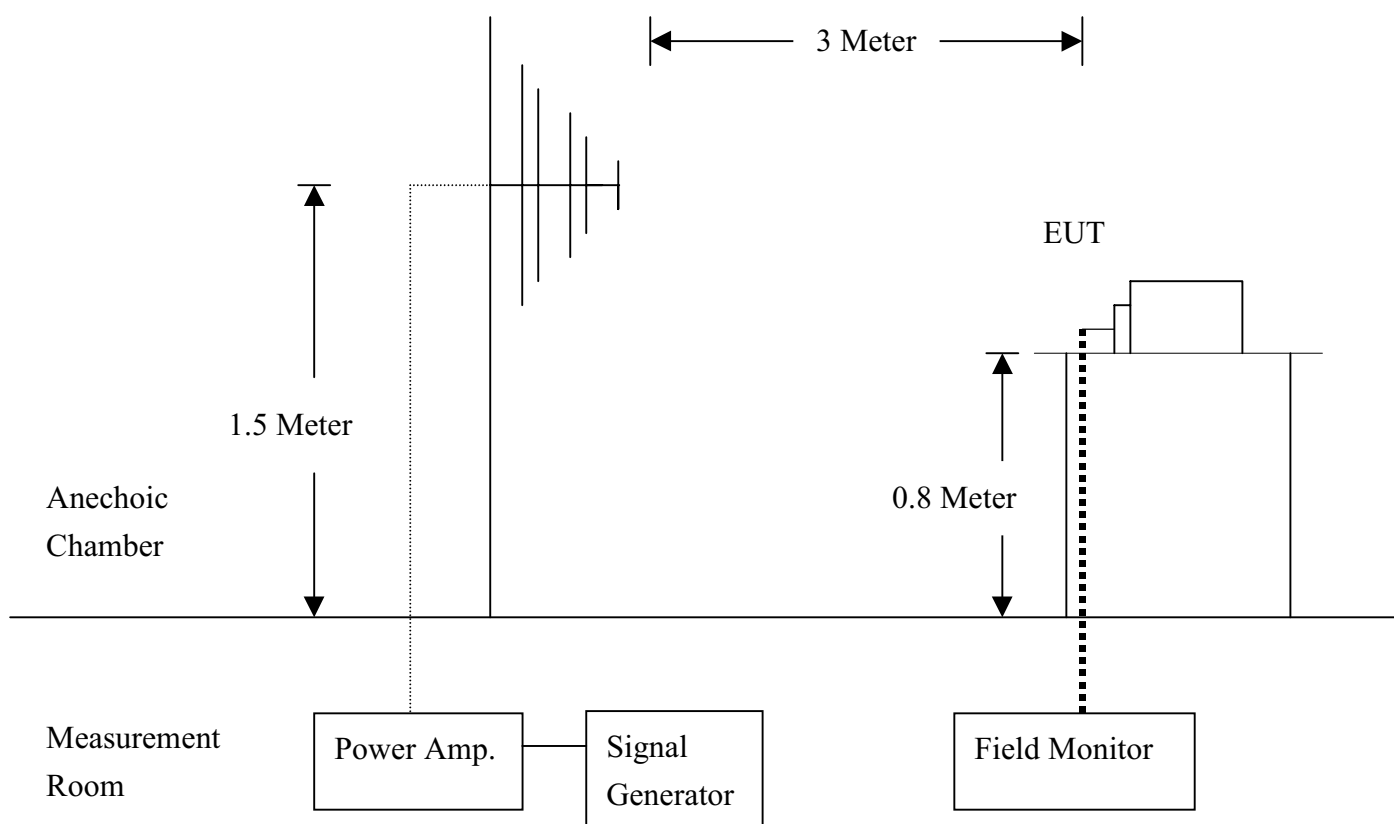 3 Meter
EUT
1.5 Meter
0.8 Meter
Anechoic
Chamber
Measurement
Room
Power Amp.
Signal
Generator
Field Monitor